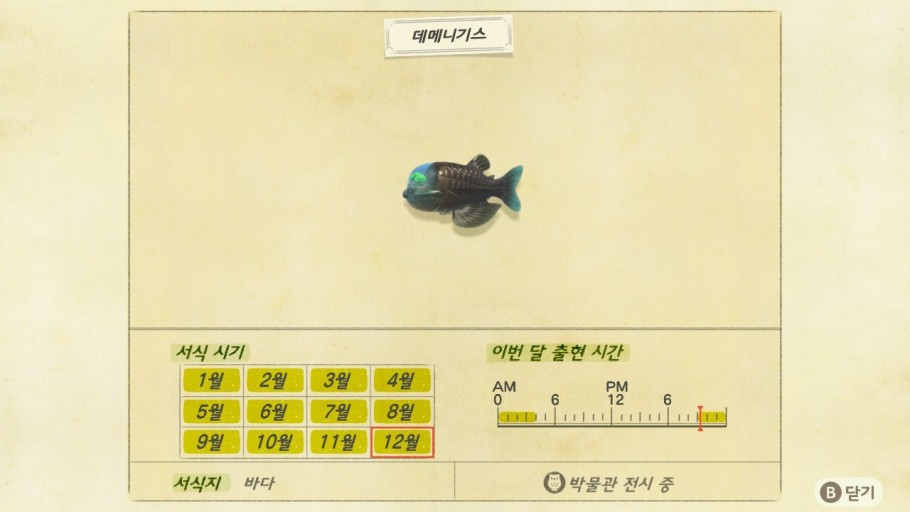 데메니기스
서식 시기
이번 달 출현 시간
1월 2월 3월 4월
5월 6월 7월 8월
9월 10월 11월 12월
AM PM
0 6 12 6
서식지 바다
박물관 전시 중
B 닫기